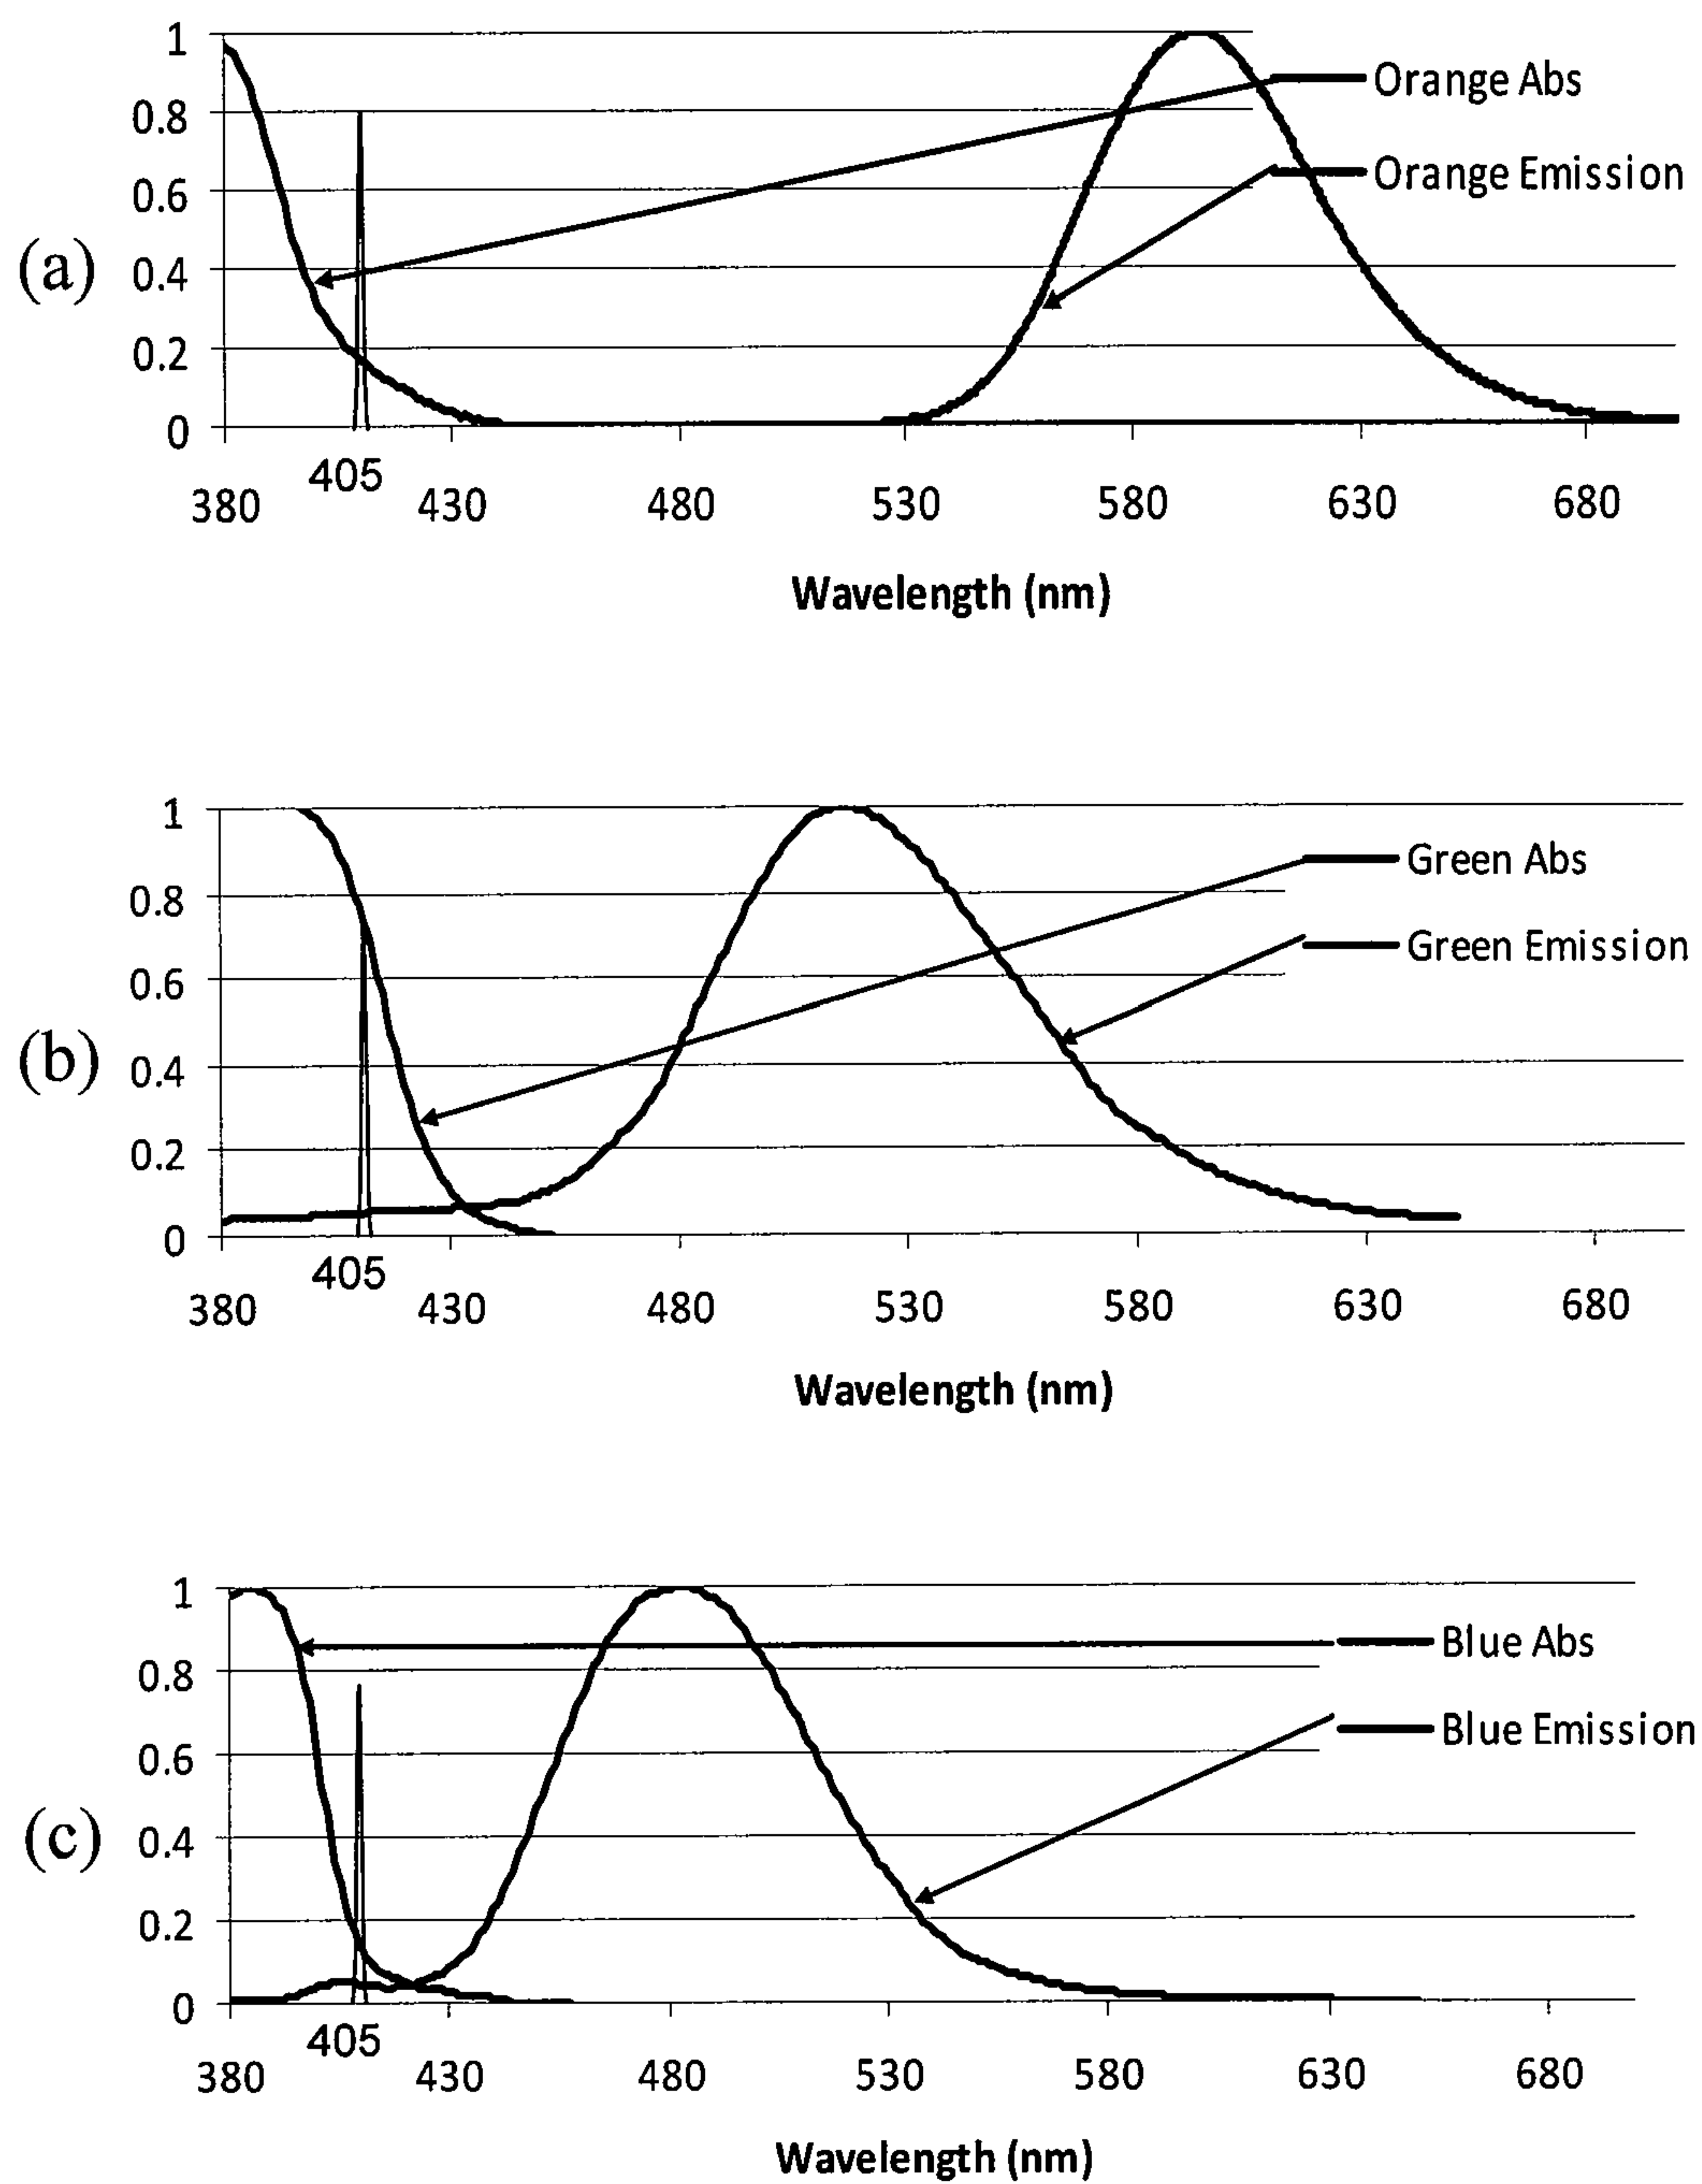 1
0.8
0.6
0.4
0.2
0
(a)
Orange Abs
Orange Emission
405
380 430 480 530 580 630 680
Wavelength (nm)
1
0.8
0.6
0.4
0.2
0
(b)
Green Abs
Green Emission
405
380 430 480 530 580 630 680
Wavelength (nm)
1
0.8
0.6
0.4
0.2
0
(c)
Blue Abs
Blue Emission
405
380 430 480 530 580 630 680
Wavelength (nm)